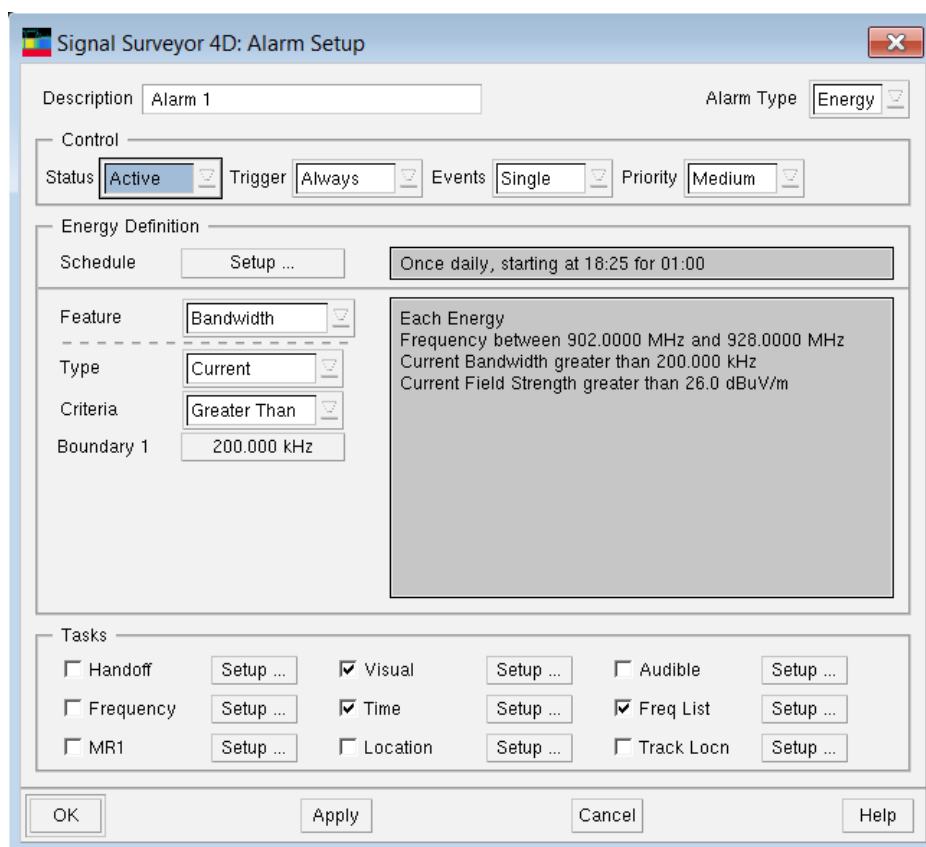 Signal Surveyor 4D: Alarm Setup
Description Alarm 1 Alarm Type Energy
Control
Status Active Trigger Always Events Single Priority Medium
Energy Definition
Schedule Setup ... Once daily, starting at 18:25 for 01:00
Feature Bandwidth
Type Current
Criteria Greater Than
Boundary 1 200.000 kHz
Each Energy
Frequency between 902.0000 MHz and 928.0000 MHz
Current Bandwidth greater than 200.000 kHz
Current Field Strength greater than 26.0 dBuV/m
Tasks
Handoff Setup ... Visual Setup ... Audible Setup ...
Frequency Setup ... Time Setup ... Freq List Setup ...
MR1 Setup ... Location Setup ... Track Locn Setup ...
OK Apply Cancel Help